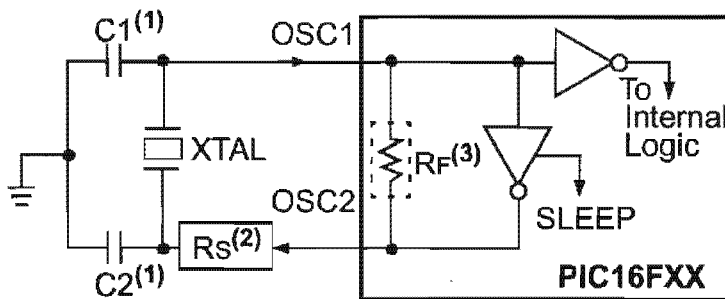 C1(1)
OSC1
To
Internal
Logic
XTAL
RF(3)
OSC2
SLEEP
RS(2)
C2(1)
PIC16FXX